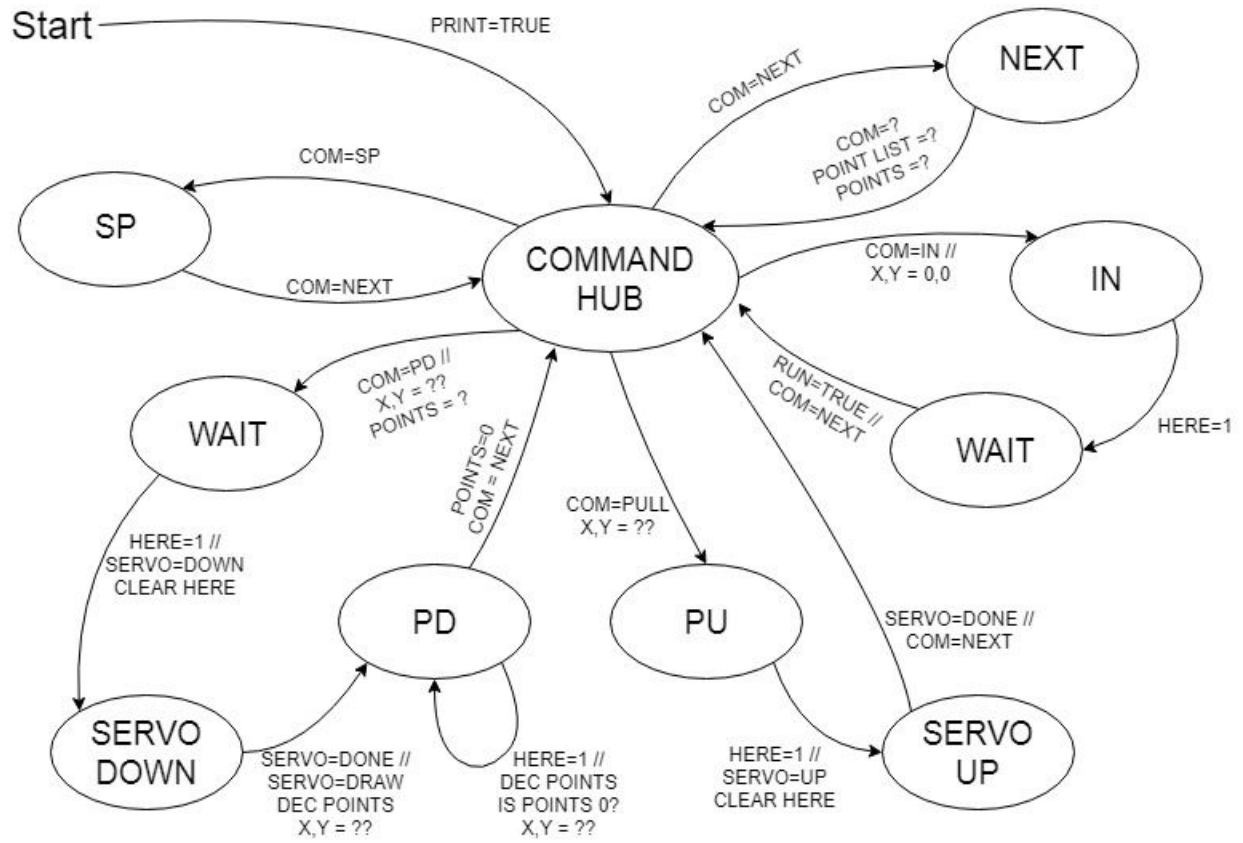 Start
PRINT=TRUE
COM=NEXT
NEXT
COM=?
POINT LIST =?
POINTS =?
COM=SP
SP
COM=NEXT
COMMAND
HUB
COM=IN //
X,Y = 0,0
IN
HERE=1
WAIT
RUN=TRUE //
COM=NEXT
COM=PD //
X,Y = ??
POINTS = ?
WAIT
HERE=1 //
SERVO=DOWN
CLEAR HERE
SERVO
DOWN
SERVO=DONE //
SERVO=DRAW
DEC POINTS
X,Y = ??
PD
HERE=1 //
DEC POINTS
IS POINTS 0?
X,Y = ??
POINTS=0
COM = NEXT
COM=PULL
X,Y = ??
PU
HERE=1 //
SERVO=UP
CLEAR HERE
SERVO
UP
SERVO=DONE //
COM=NEXT